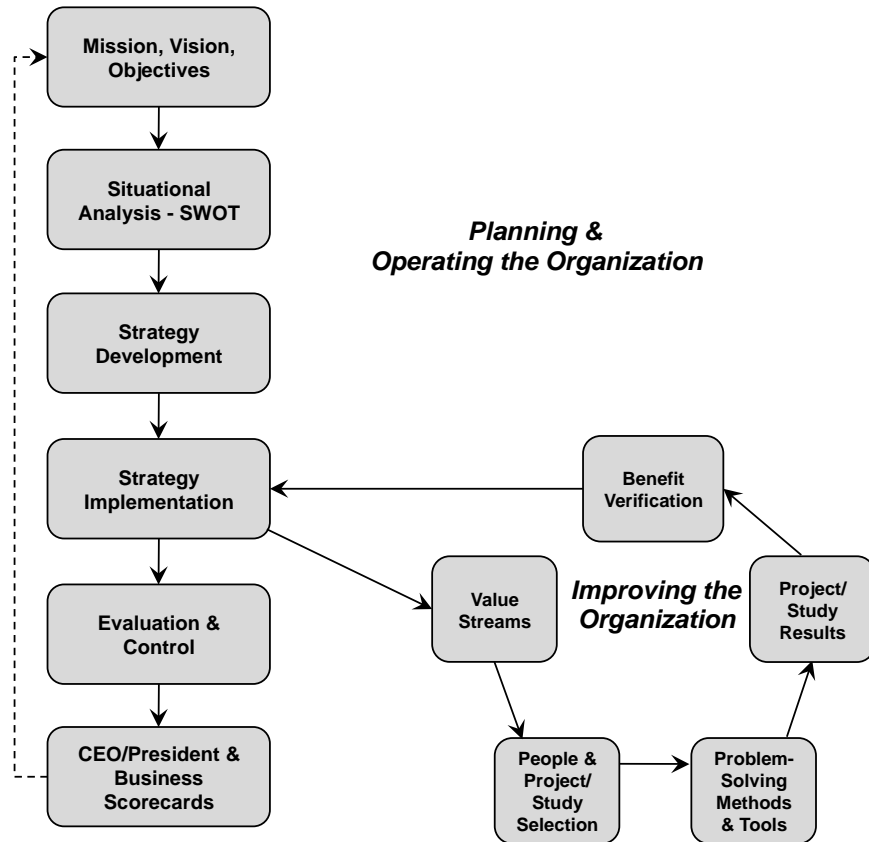 Mission, Vision,
Objectives
Situational
Analysis - SWOT
Planning &
Operating the Organization
Strategy
Development
Strategy
Implementation
Benefit
Verification
Value
Streams
Improving the
Organization
Project/
Study
Results
Evaluation &
Control
CEO/President &
Business
Scorecards
People &
Project/
Study
Selection
Problem-
Solving
Methods
& Tools